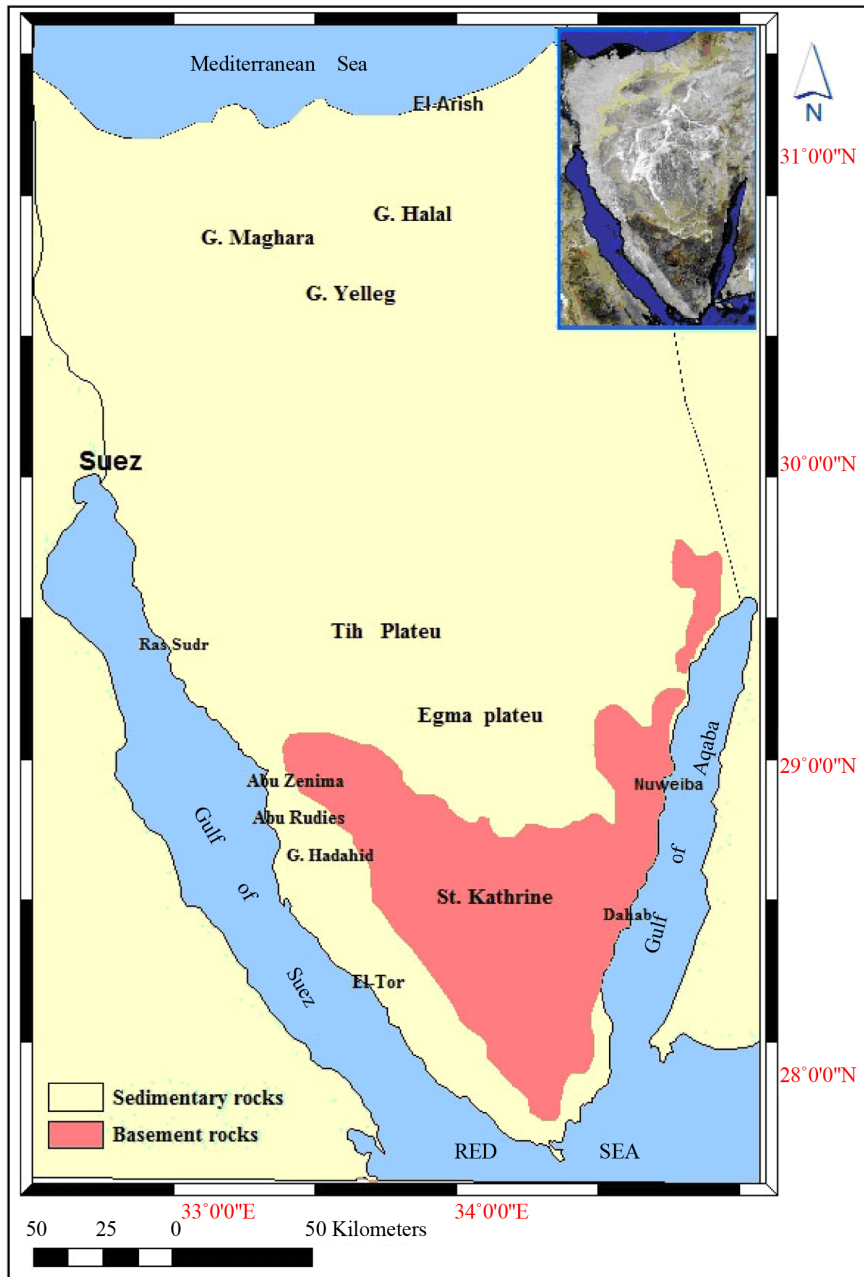 Mediterranean Sea
El-Arish
N
31˚0'0"N
G. Halal
G. Maghara
G. Yelleg
Suez
30˚0'0"N
Tih Plateu
Ras Sudr
Egma plateu
Gulf of Aqaba
29˚0'0"N
Abu Zenima
Nuweiba
Abu Rudies
Gulf of Suez
G. Hadahid
St. Kathrine
Dahab
El-Tor
28˚0'0"N
Sedimentary rocks
Basement rocks
RED SEA
33˚0'0"E
34˚0'0"E
50 25 0 50 Kilometers